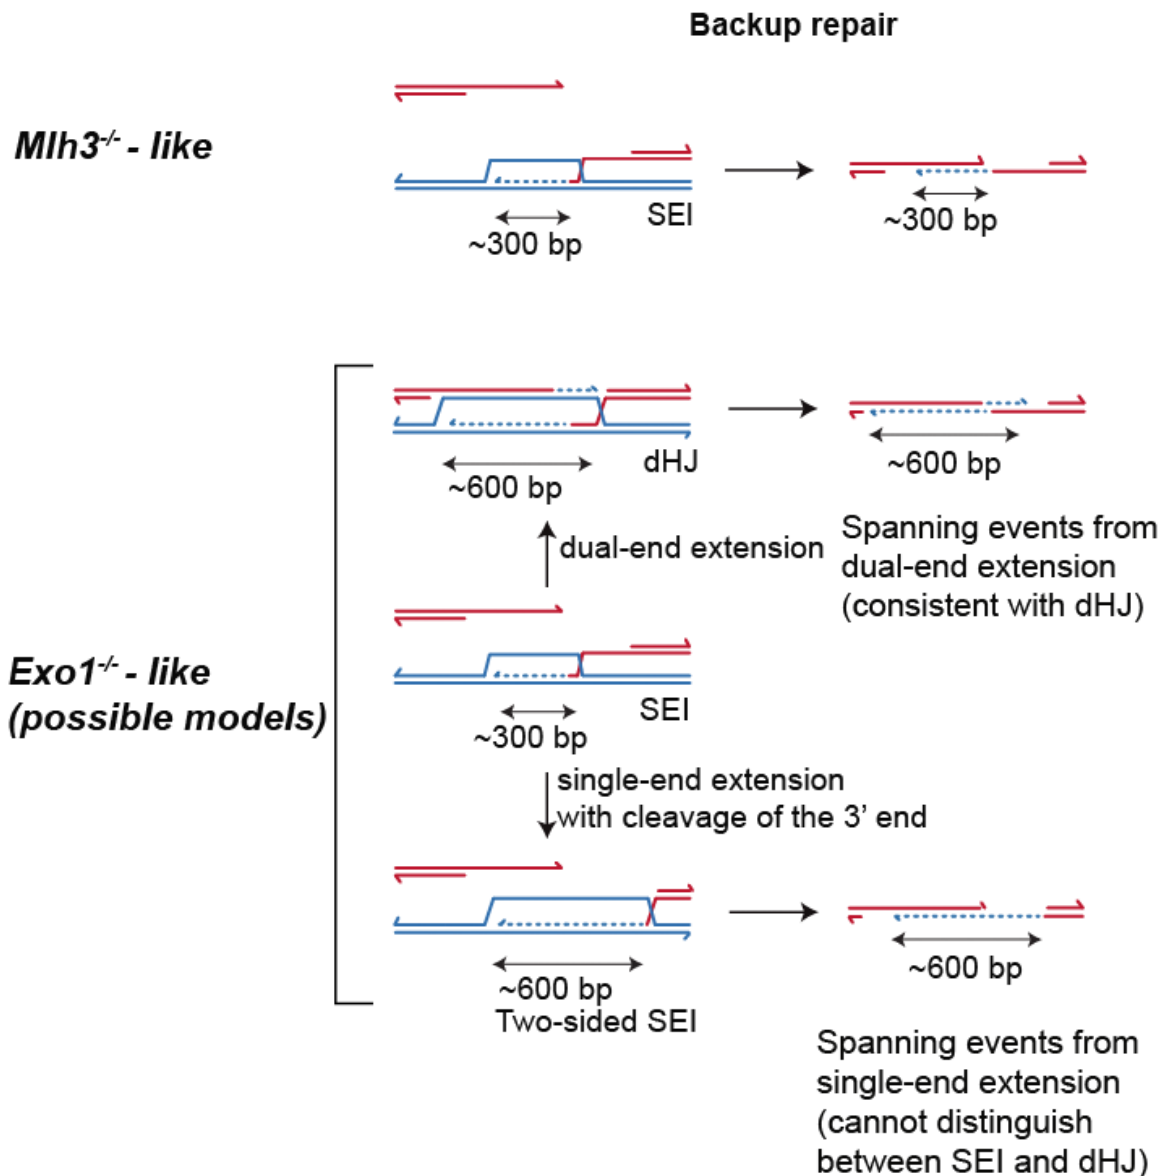 Backup repair
Mlh3-/- - like
SEI
~300 bp
~300 bp
dHJ
~600 bp
~600 bp
dual-end extension
Spanning events from
dual-end extension
(consistent with dHJ)
Exo1-/- - like
(possible models)
SEI
~300 bp
single-end extension
with cleavage of the 3' end
~600 bp
Two-sided SEI
~600 bp
Spanning events from
single-end extension
(cannot distinguish
between SEI and dHJ)